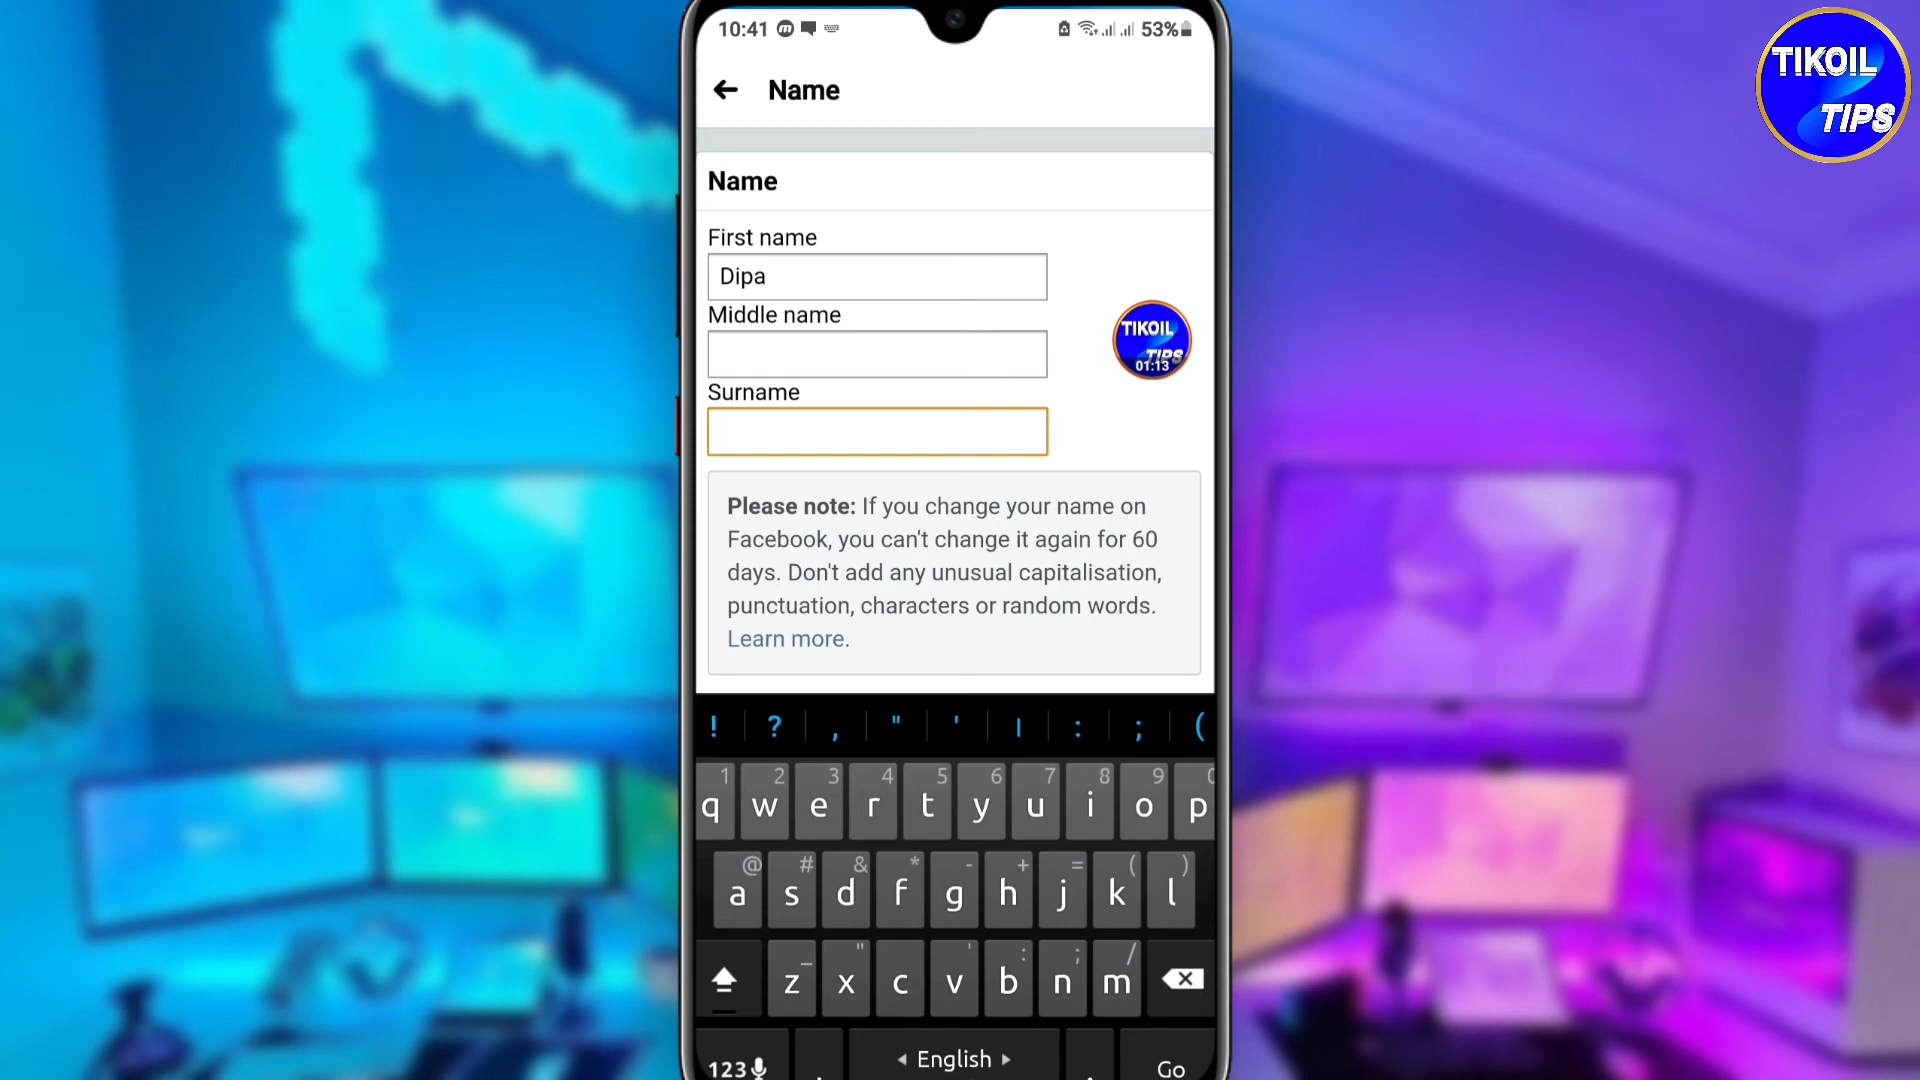 10:41
53%
TIKOIL
TIPS
Name
Name
First name
Dipa
Middle name
TIKOIL
TIPS
01:13
Surname
Please note: If you change your name on
Facebook, you can't change it again for 60
days. Don't add any unusual capitalisation,
punctuation, characters or random words.
Learn more.
! ? , " ' | : ; (
1 2 3 4 5 6 7 8 9 0
q w e r t y u i o p
@ # & * - + = ( )
a s d f g h j k l
_ " ' : ; /
z x c v b n m
123 , English . Go